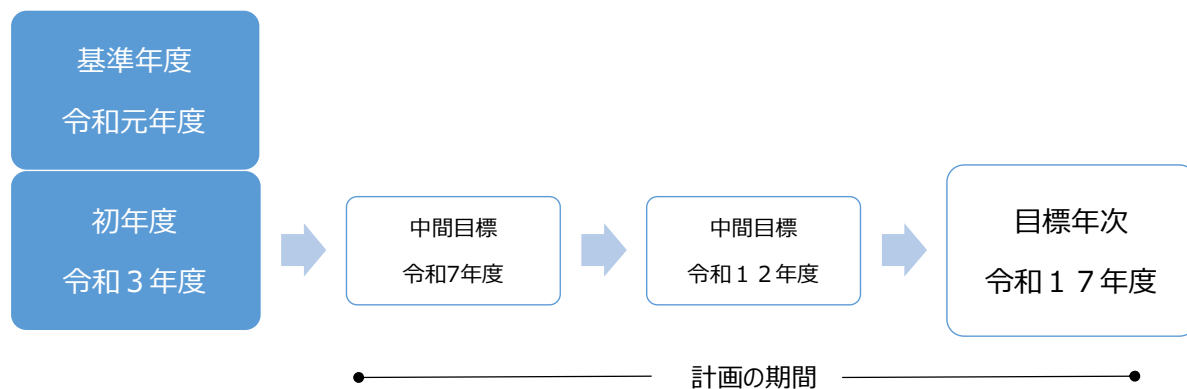 基準年度
令和元年度
初年度
令和３年度
中間目標
令和7年度
中間目標
令和１２年度
目標年次
令和１７年度
計画の期間